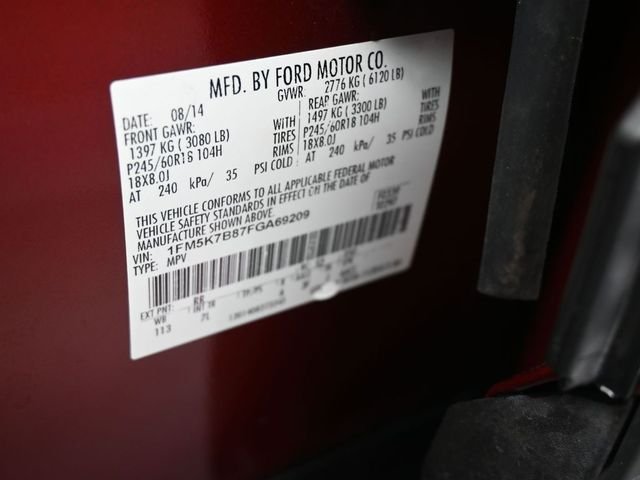 MFD. BY FORD MOTOR CO.
DATE: 08/14 GVWR: 2776 KG ( 6120 LB)
FRONT GAWR: REAR GAWR:
1397 KG ( 3080 LB) WITH 1497 KG ( 3300 LB)
P245/60R18 104H TIRES P245/60R18 104H
18X8.0J RIMS 18X8.0J
AT 240 kPa/ 35 PSI COLD AT 240 kPa/ 35 PSI COLD
THIS VEHICLE CONFORMS TO ALL APPLICABLE FEDERAL MOTOR
VEHICLE SAFETY STANDARDS IN EFFECT ON THE DATE OF
MANUFACTURE SHOWN ABOVE.
VIN: 1FM5K7B87FGA69209
TYPE: MPV
EXT PNT: RR
WB INT TR
113 7L